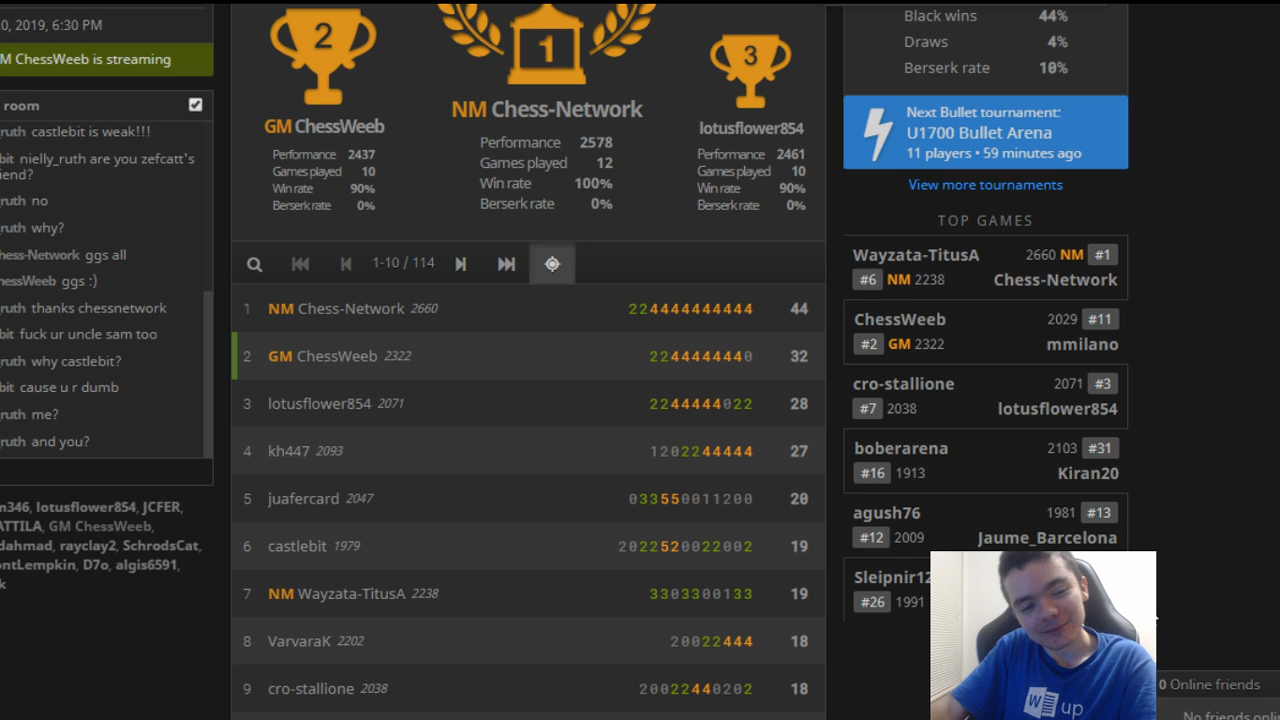 0, 2019, 6:30 PM
M ChessWeeb is streaming
room
ruth castlebit is weak!!!
bit nielly_ruth are you zefcatt's
iend?
ruth no
ruth why?
hess-Network ggs all
hessWeeb ggs :)
ruth thanks chessnetwork
bit fuck ur uncle sam too
ruth why castlebit?
bit cause u r dumb
ruth me?
ruth and you?
m346, lotusflower854, JCFER,
ATTILA, GM ChessWeeb,
dahmad, rayclay2, SchrodsCat,
ontLempkin, D7o, algis6591,
k
2
GM ChessWeeb
Performance 2437
Games played 10
Win rate 90%
Berserk rate 0%
1
NM Chess-Network
Performance 2578
Games played 12
Win rate 100%
Berserk rate 0%
3
lotusflower854
Performance 2461
Games played 10
Win rate 90%
Berserk rate 0%
1-10 / 114
1 NM Chess-Network 2660 224444444444 44
2 GM ChessWeeb 2322 2244444440 32
3 lotusflower854 2071 2244444022 28
4 kh447 2093 1202244444 27
5 juafercard 2047 033550011200 20
6 castlebit 1979 2022520022002 19
7 NM Wayzata-TitusA 2238 3303300133 19
8 VarvaraK 2202 20022444 18
9 cro-stallione 2038 20022440202 18
Black wins 44%
Draws 4%
Berserk rate 10%
Next Bullet tournament:
U1700 Bullet Arena
11 players • 59 minutes ago
View more tournaments
TOP GAMES
Wayzata-TitusA 2660 NM #1
#6 NM 2238 Chess-Network
ChessWeeb 2029 #11
#2 GM 2322 mmilano
cro-stallione 2071 #3
#7 2038 lotusflower854
boberarena 2103 #31
#16 1913 Kiran20
agush76 1981 #13
#12 2009 Jaume_Barcelona
Sleipnir12
#26 1991
W up
0 Online friends
No friends onli